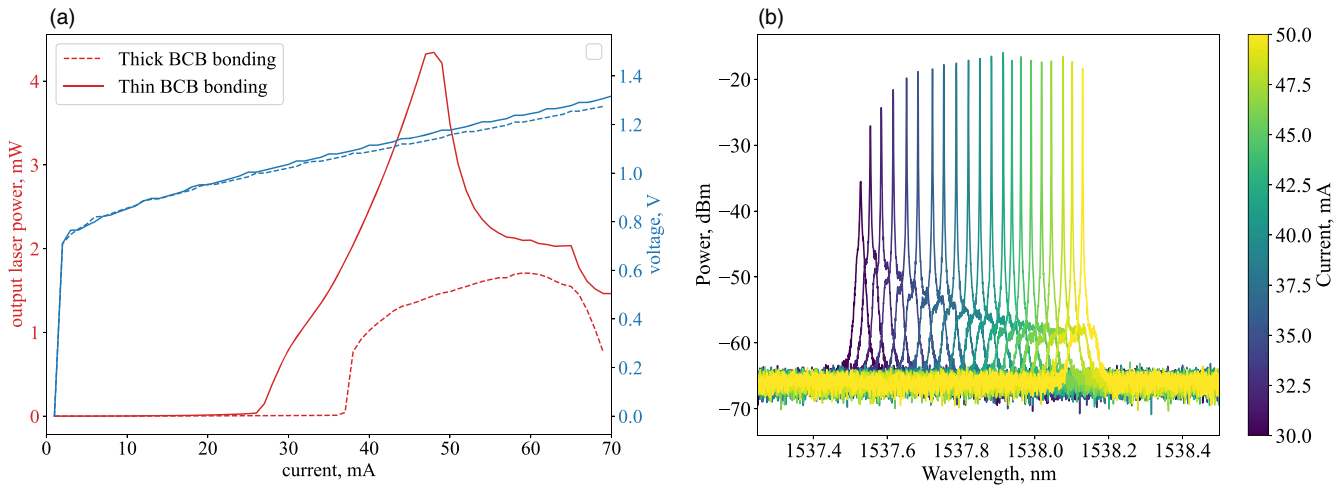 (a)
Thick BCB bonding
Thin BCB bonding
output laser power, mW
4
3
2
1
0
0 10 20 30 40 50 60 70
current, mA
1.4
1.2
1.0
0.8
0.6
0.4
0.2
0.0
voltage, V
(b)
Power, dBm
−20
−30
−40
−50
−60
−70
1537.4 1537.6 1537.8 1538.0 1538.2 1538.4
Wavelength, nm
50.0
47.5
45.0
42.5
40.0
37.5
35.0
32.5
30.0
Current, mA